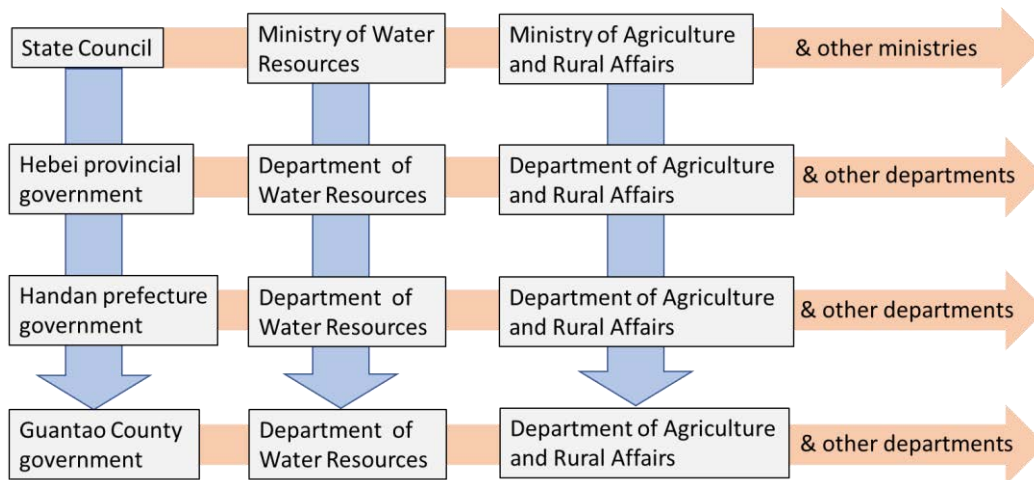 State Council
Ministry of Water
Resources
Ministry of Agriculture
and Rural Affairs
& other ministries
Hebei provincial
government
Department of
Water Resources
Department of Agriculture
and Rural Affairs
& other departments
Handan prefecture
government
Department of
Water Resources
Department of Agriculture
and Rural Affairs
& other departments
Guantao County
government
Department of
Water Resources
Department of Agriculture
and Rural Affairs
& other departments